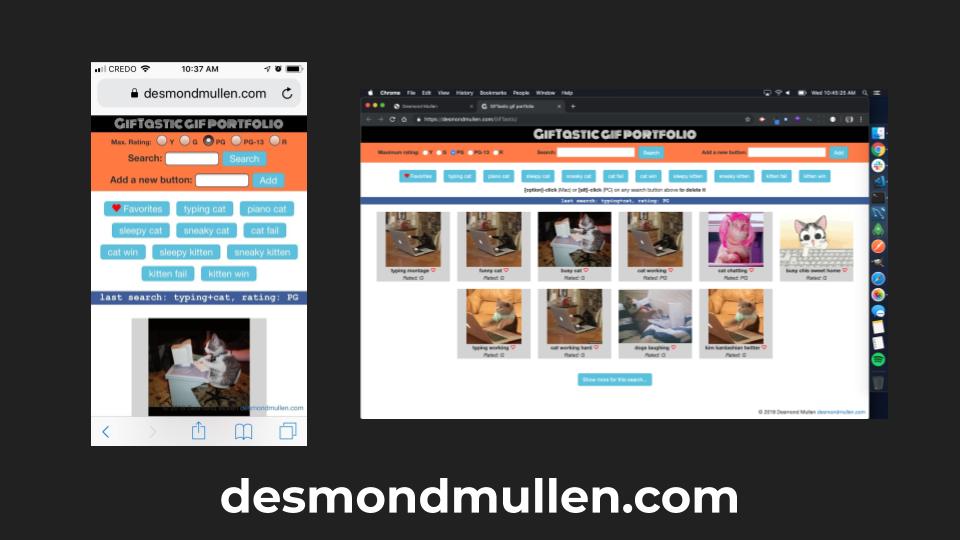 CREDO 10:37 AM
desmondmullen.com
GIFTASTIC GIF PORTFOLIO
Max. Rating: Y G PG PG-13 R
Search: Search
Add a new button: Add
Favorites typing cat piano cat
sleepy cat sneaky cat cat fail
cat win sleepy kitten sneaky kitten
kitten fail kitten win
last search: typing+cat, rating: PG
desmondmullen.com
Chrome File Edit View History Bookmarks People Window Help Wed 10:45:25 AM
Desmond Mullen GifTastic gif portfolio
https://desmondmullen.com/GifTastic/
GIFTASTIC GIF PORTFOLIO
Maximum rating: Y G PG PG-13 R Search: Search Add a new button: Add
Favorites typing cat piano cat sleepy cat sneaky cat cat fail cat win sleepy kitten sneaky kitten kitten fail kitten win
[option]-click (Mac) or [alt]-click (PC) on any search button above to delete it
last search: typing+cat, rating: PG
typing montage funny cat busy cat cat working cat chatting busy chis sweet home
Rated: G Rated: G Rated: G Rated: G Rated: G Rated: G
typing working cat working hard dogs laughing kim kardashian twitter
Rated: G Rated: G Rated: G Rated: G
Show more for this search...
© 2019 Desmond Mullen desmondmullen.com
desmondmullen.com